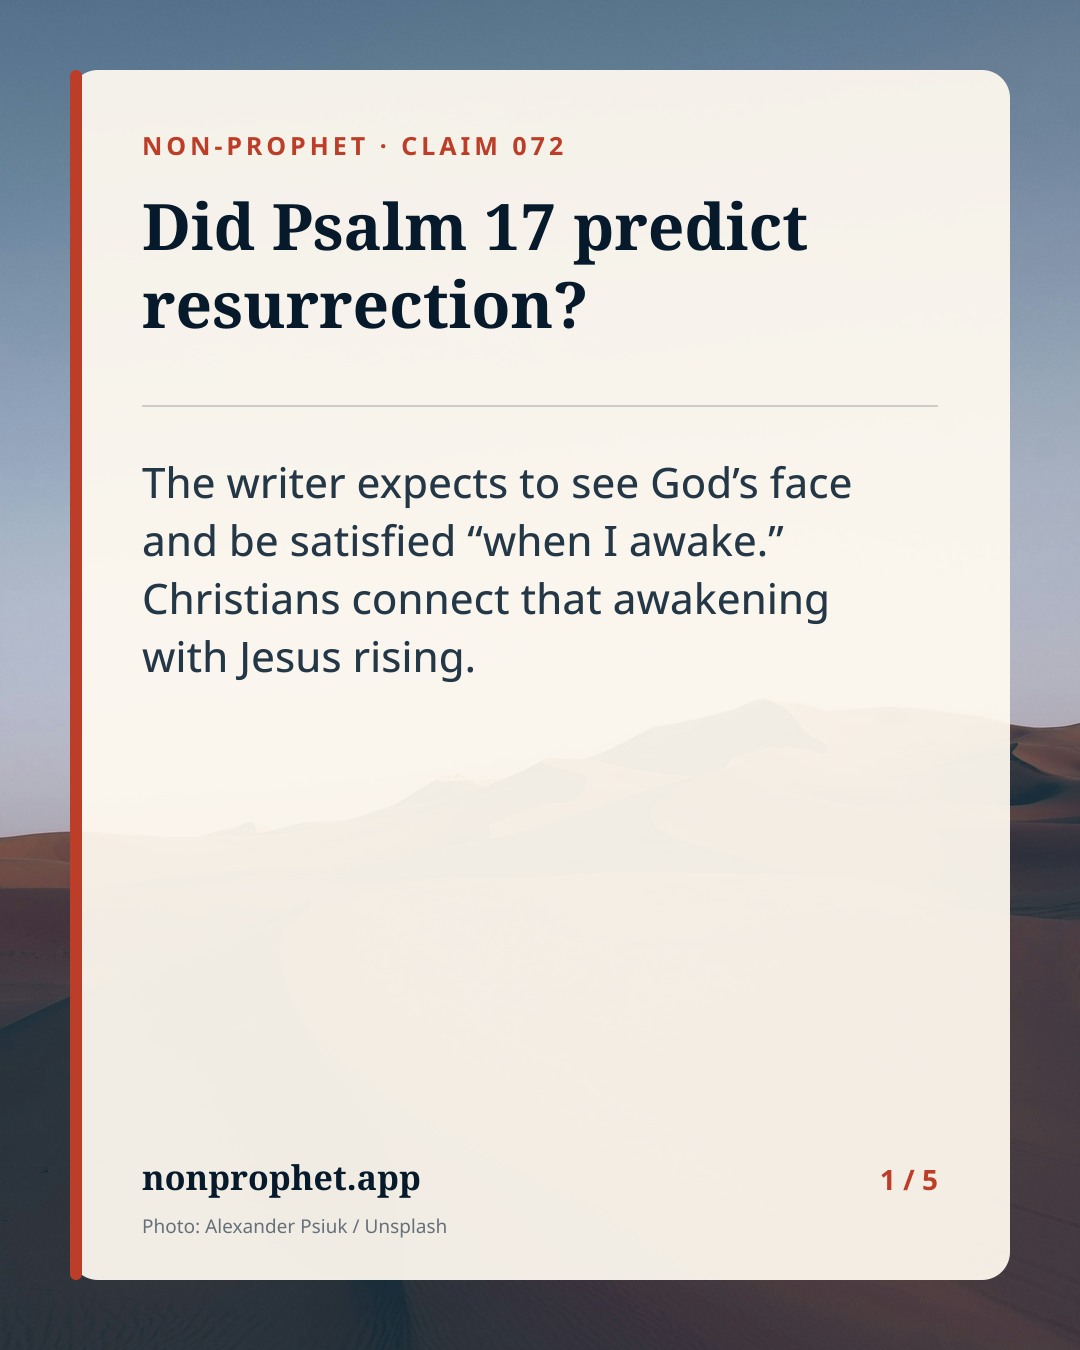 NON-PROPHET · CLAIM 072
Did Psalm 17 predict
resurrection?
The writer expects to see God’s face
and be satisfied “when I awake.”
Christians connect that awakening
with Jesus rising.
nonprophet.app
1 / 5
Photo: Alexander Psiuk / Unsplash